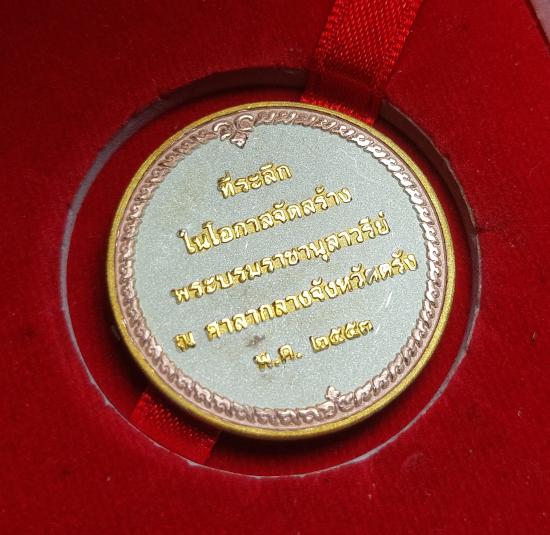 ที่ระลึก
ในโอกาสจัดสร้าง
พระบรมราชานุสาวรีย์
ณ ศาลากลางจังหวัดตรัง
พ.ศ. ๒๕๕๓